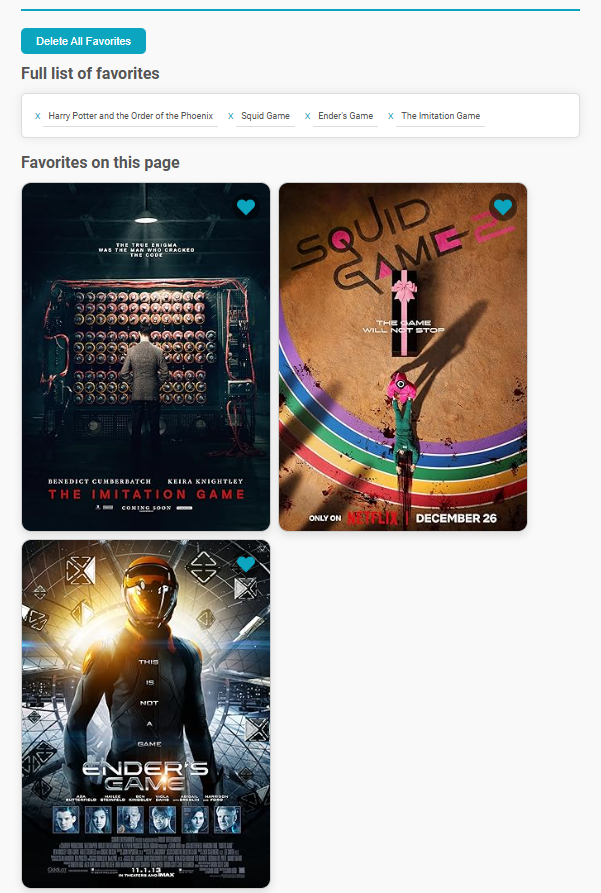 Delete All Favorites
Full list of favorites
x Harry Potter and the Order of the Phoenix x Squid Game x Ender's Game x The Imitation Game
Favorites on this page
THE TRUE ENIGMA
WAS THE MAN WHO CRACKED
THE CODE
BENEDICT CUMBERBATCH KEIRA KNIGHTLEY
THE IMITATION GAME
COMING SOON
SQUID
GAME 2
THE GAME
WILL NOT STOP
ONLY ON NETFLIX | DECEMBER 26
THIS
IS
NOT
A
GAME
ENDER'S
GAME
ASA BUTTERFIELD HAILEE STEINFELD BEN KINGSLEY VIOLA DAVIS WITH ABIGAIL BRESLIN AND HARRISON FORD
11.1.13
IN THEATERS AND IMAX